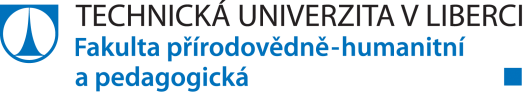 TECHNICKÁ UNIVERZITA V LIBERCI
Fakulta přírodovědně-humanitní
a pedagogická